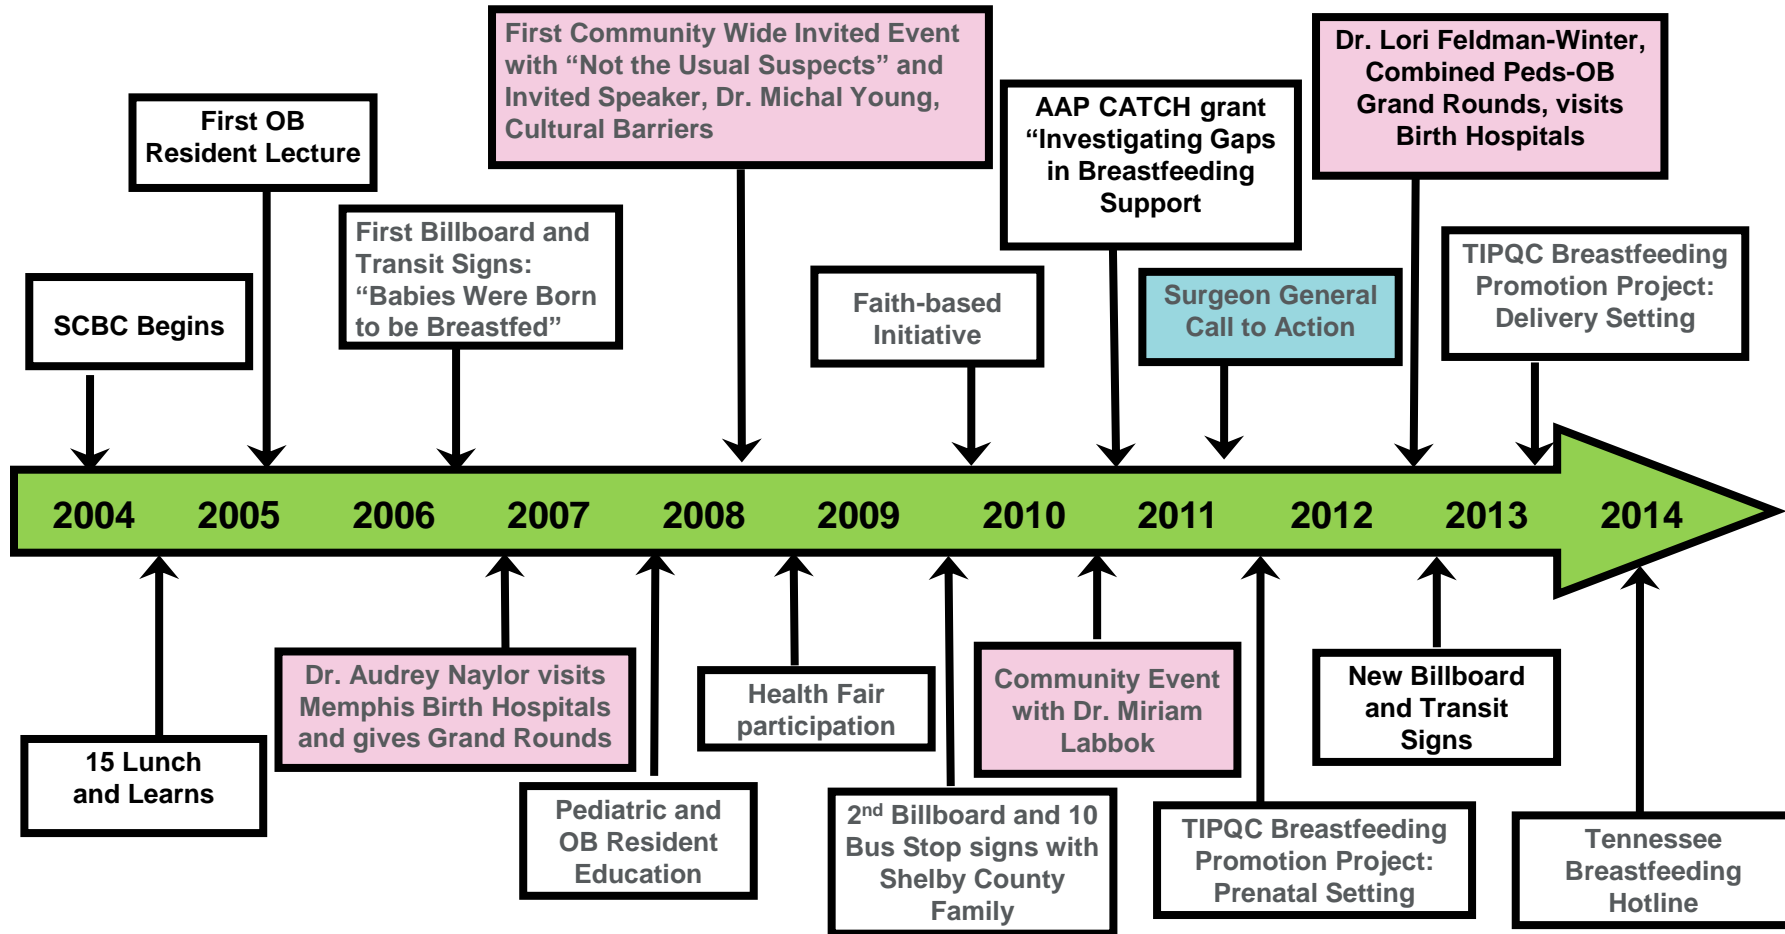 First Community Wide Invited Event
with “Not the Usual Suspects” and
Invited Speaker, Dr. Michal Young,
Cultural Barriers
Dr. Lori Feldman-Winter,
Combined Peds-OB
Grand Rounds, visits
Birth Hospitals
First OB
Resident Lecture
AAP CATCH grant
“Investigating Gaps
in Breastfeeding
Support
First Billboard and
Transit Signs:
“Babies Were Born
to be Breastfed”
TIPQC Breastfeeding
Promotion Project:
Delivery Setting
SCBC Begins
Faith-based
Initiative
Surgeon General
Call to Action
2004 2005 2006 2007 2008 2009 2010 2011 2012 2013 2014
15 Lunch
and Learns
Dr. Audrey Naylor visits
Memphis Birth Hospitals
and gives Grand Rounds
Pediatric and
OB Resident
Education
Health Fair
participation
2nd Billboard and 10
Bus Stop signs with
Shelby County
Family
Community Event
with Dr. Miriam
Labbok
TIPQC Breastfeeding
Promotion Project:
Prenatal Setting
New Billboard
and Transit
Signs
Tennessee
Breastfeeding
Hotline